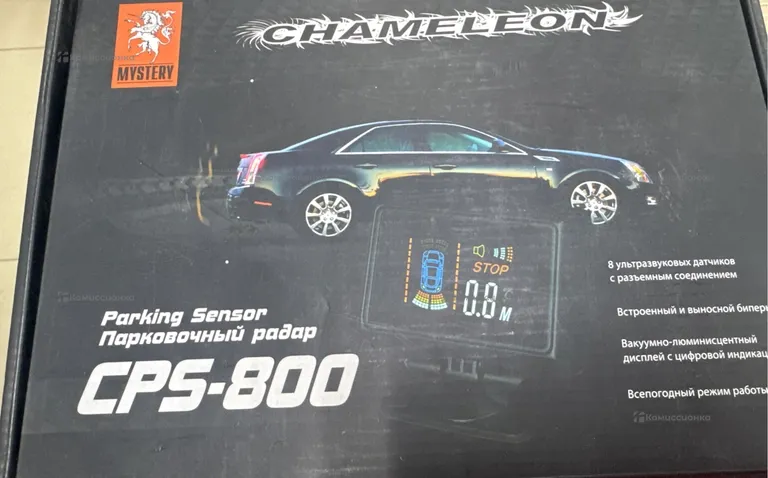 CHAMELEON
MYSTERY
STOP
0.8 М
8 ультразвуковых датчиков
с разъемным соединением
Parking Sensor
Парковочный радар
CPS-800
Встроенный и выносной бипер
Вакуумно-люминисцентный
дисплей с цифровой индикац
Всепогодный режим работы
Комиссионка